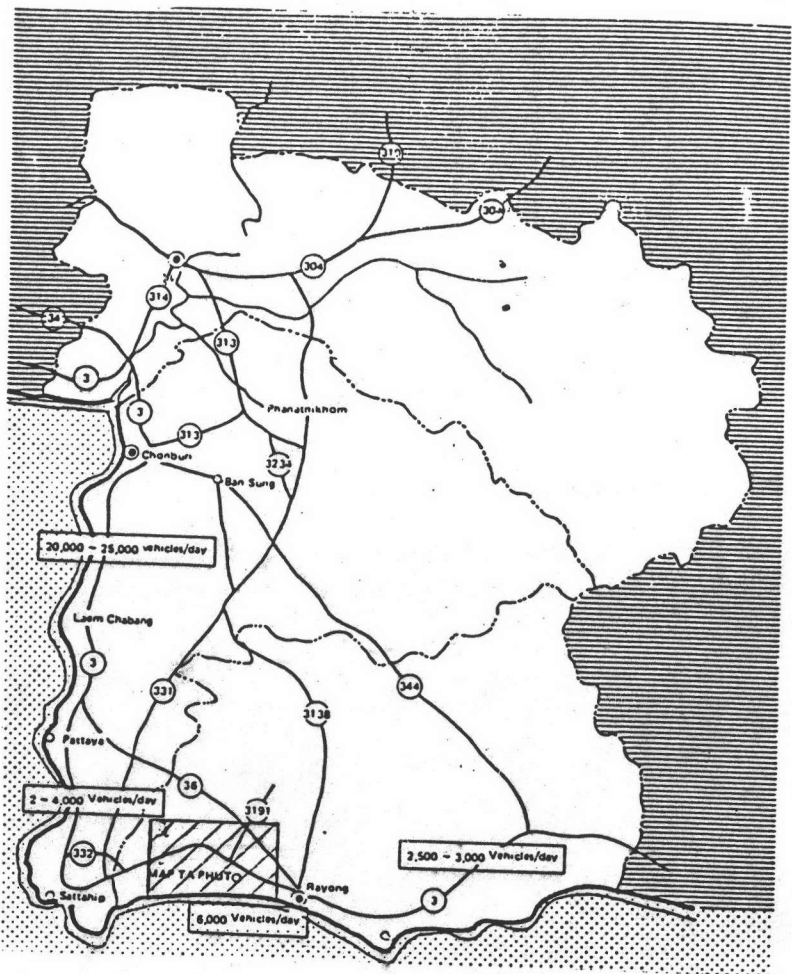 319
304
304
314
34
313
3
3
Phanatnikhom
313
Chonburi
3234
Ban Sung
20,000 ~ 25,000 vehicles/day
Laem Chabang
3
331
344
3138
Pattaya
36
2 ~ 4,000 Vehicles/day
3191
332
2,500 ~ 3,000 Vehicles/day
MAP TA PHUTO
Sattahip
Rayong
3
6,000 Vehicles/day